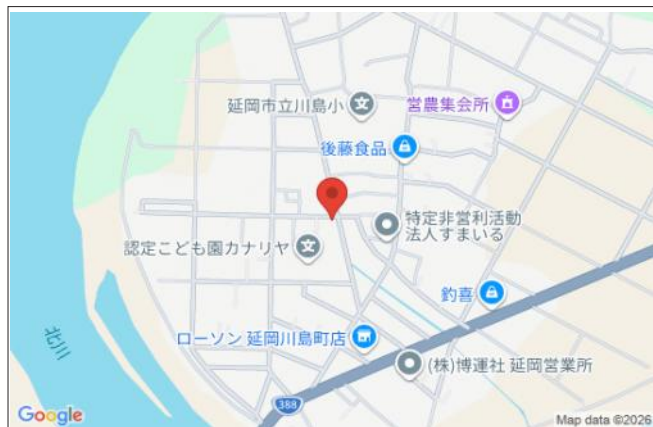 延岡市立川島小
営農集会所
後藤食品
特定非営利活動
法人すまいる
認定こども園カナリヤ
釣喜
北川
ローソン 延岡川島町店
(株)博運社 延岡営業所
388
Google
Map data ©2026